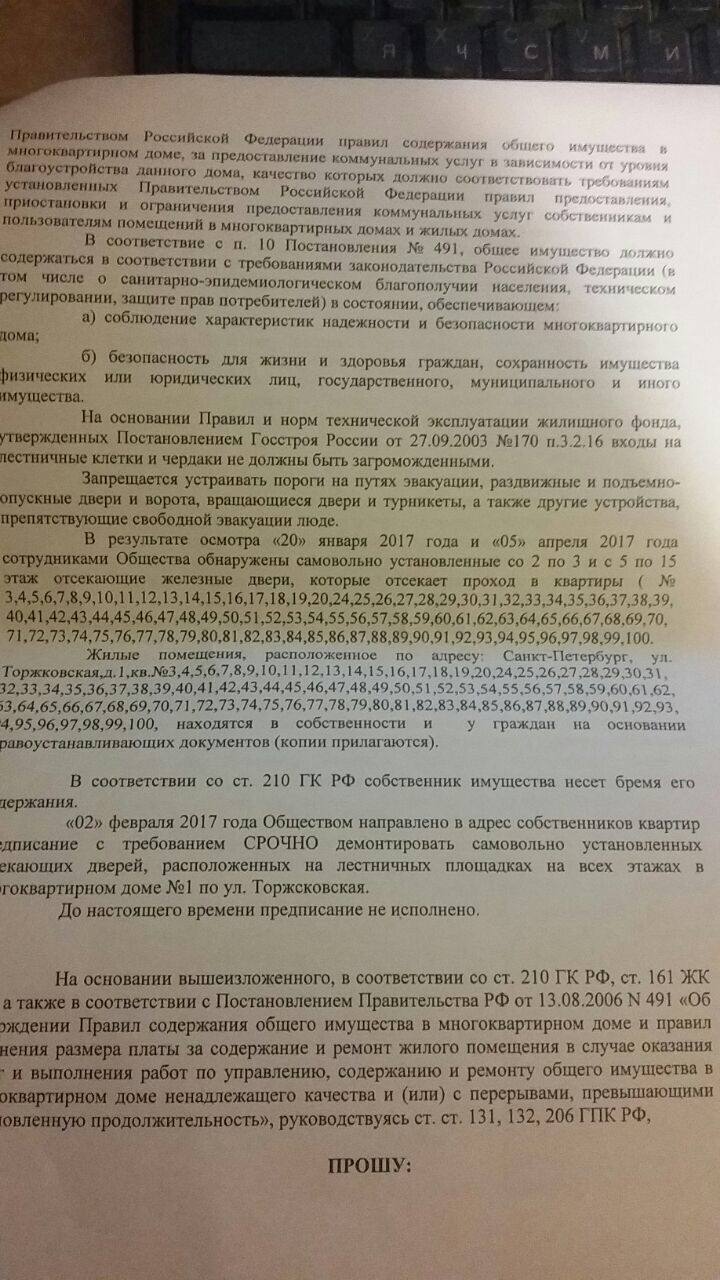 Я Ч С М И
Правительством Российской Федерации правил содержания общего имущества в
многоквартирном доме, за предоставление коммунальных услуг в зависимости от уровня
благоустройства данного дома, качество которых должно соответствовать требованиям
установленных Правительством Российской Федерации правил предоставления,
приостановки и ограничения предоставления коммунальных услуг собственникам и
пользователям помещений в многоквартирных домах и жилых домах.
В соответствие с п. 10 Постановления № 491, общее имущество должно
содержаться в соответствии с требованиями законодательства Российской Федерации (в
том числе о санитарно-эпидемиологическом благополучии населения, техническом
регулировании, защите прав потребителей) в состоянии, обеспечивающем:
а) соблюдение характеристик надежности и безопасности многоквартирного
дома;
б) безопасность для жизни и здоровья граждан, сохранность имущества
физических или юридических лиц, государственного, муниципального и иного
имущества.
На основании Правил и норм технической эксплуатации жилищного фонда,
утвержденных Постановлением Госстроя России от 27.09.2003 №170 п.3.2.16 входы на
лестничные клетки и чердаки не должны быть загроможденными.
Запрещается устраивать пороги на путях эвакуации, раздвижные и подъемно-
опускные двери и ворота, вращающиеся двери и турникеты, а также другие устройства,
препятствующие свободной эвакуации люде.
В результате осмотра «20» января 2017 года и «05» апреля 2017 года
сотрудниками Общества обнаружены самовольно установленные со 2 по 3 и с 5 по 15
этаж отсекающие железные двери, которые отсекает проход в квартиры ( №
3,4,5,6,7,8,9,10,11,12,13,14,15,16,17,18,19,20,24,25,26,27,28,29,30,31,32,33,34,35,36,37,38,39,
40,41,42,43,44,45,46,47,48,49,50,51,52,53,54,55,56,57,58,59,60,61,62,63,64,65,66,67,68,69,70,
71,72,73,74,75,76,77,78,79,80,81,82,83,84,85,86,87,88,89,90,91,92,93,94,95,96,97,98,99,100.
Жилые помещения, расположенное по адресу: Санкт-Петербург, ул.
Торжковская,д.1,кв.№3,4,5,6,7,8,9,10,11,12,13,14,15,16,17,18,19,20,24,25,26,27,28,29,30,31,
32,33,34,35,36,37,38,39,40,41,42,43,44,45,46,47,48,49,50,51,52,53,54,55,56,57,58,59,60,61,62,
63,64,65,66,67,68,69,70,71,72,73,74,75,76,77,78,79,80,81,82,83,84,85,86,87,88,89,90,91,92,93,
94,95,96,97,98,99,100, находятся в собственности и у граждан на основании
равоустанавливающих документов (копии прилагаются).
В соответствии со ст. 210 ГК РФ собственник имущества несет бремя его
держания.
«02» февраля 2017 года Обществом направлено в адрес собственников квартир
едписание с требованием СРОЧНО демонтировать самовольно установленных
екающих дверей, расположенных на лестничных площадках на всех этажах в
огоквартирном доме №1 по ул. Торжсковская.
До настоящего времени предписание не исполнено.
На основании вышеизложенного, в соответствии со ст. 210 ГК РФ, ст. 161 ЖК
а также в соответствии с Постановлением Правительства РФ от 13.08.2006 N 491 «Об
рждении Правил содержания общего имущества в многоквартирном доме и правил
нения размера платы за содержание и ремонт жилого помещения в случае оказания
г и выполнения работ по управлению, содержанию и ремонту общего имущества в
оквартирном доме ненадлежащего качества и (или) с перерывами, превышающими
новленную продолжительность», руководствуясь ст. ст. 131, 132, 206 ГПК РФ,
ПРОШУ: